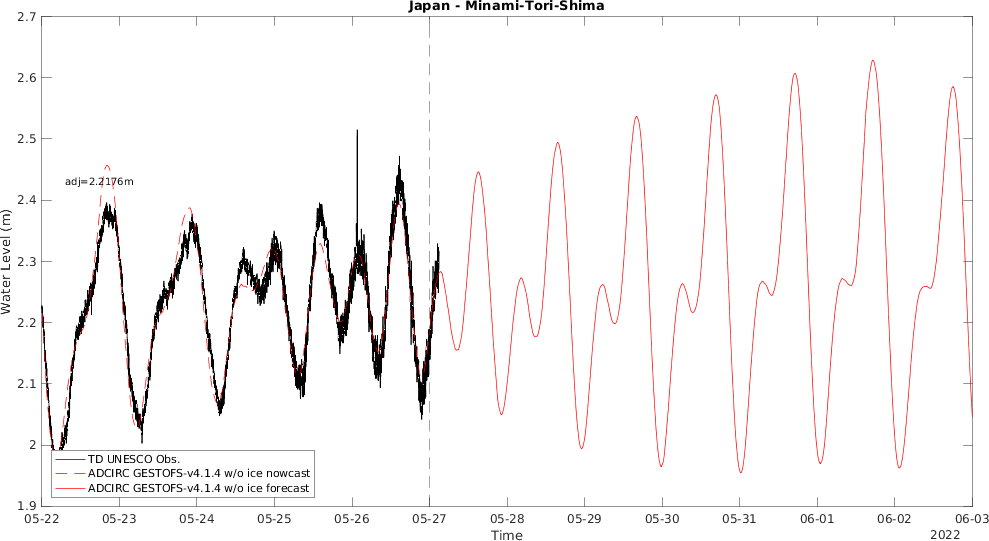 Japan - Minami-Tori-Shima
Water Level (m)
2.7
2.6
2.5
2.4
2.3
2.2
2.1
2
1.9
adj=2.2176m
TD UNESCO Obs.
ADCIRC GESTOFS-v4.1.4 w/o ice nowcast
ADCIRC GESTOFS-v4.1.4 w/o ice forecast
05-22 05-23 05-24 05-25 05-26 05-27 05-28 05-29 05-30 05-31 06-01 06-02 06-03
Time
2022